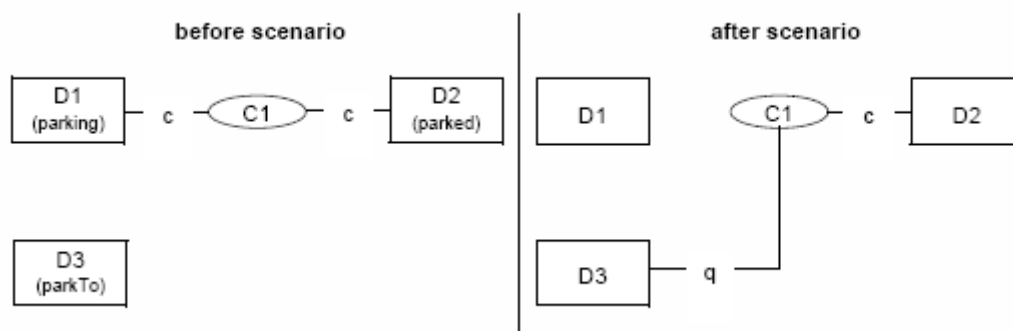 before scenario
after scenario
D1
(parking)
c
C1
c
D2
(parked)
D3
(parkTo)
D1
C1
c
D2
D3
q